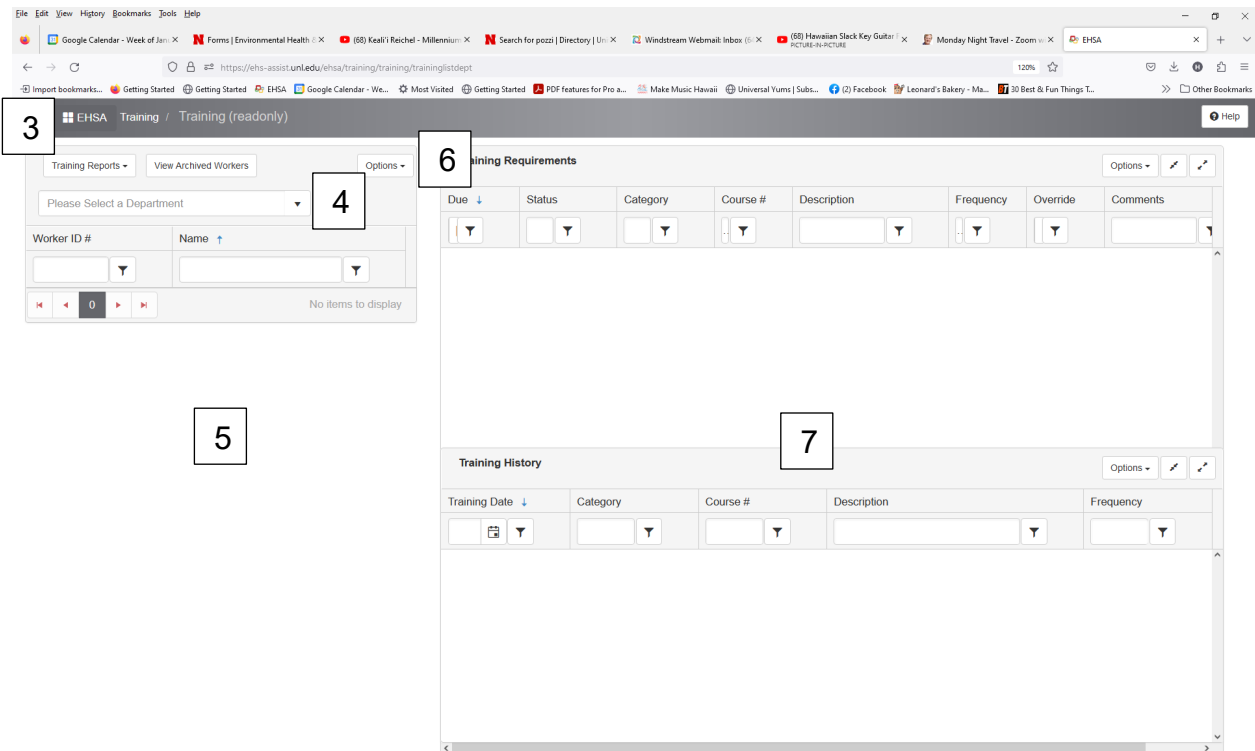 File Edit View History Bookmarks Tools Help
Google Calendar - Week of Janu Forms | Environmental Health & (68) Keali'i Reichel - Millennium Search for pozzi | Directory | Uni Windstream Webmail: Inbox (6 (68) Hawaiian Slack Key Guitar F Monday Night Travel - Zoom w EHSA
PICTURE-IN-PICTURE
https://ehs-assist.unl.edu/ehsa/training/training/traininglistdept 120%
Import bookmarks... Getting Started Getting Started EHSA Google Calendar - We... Most Visited Getting Started PDF features for Pro a... Make Music Hawaii Universal Yums | Subs... (2) Facebook Leonard's Bakery - Ma... 30 Best & Fun Things T... Other Bookmarks
3 EHSA Training / Training (readonly) Help
Training Reports View Archived Workers Options
Please Select a Department 4
Worker ID # Name
0 No items to display
5
6 aining Requirements Options
Due Status Category Course # Description Frequency Override Comments
7
Training History Options
Training Date Category Course # Description Frequency